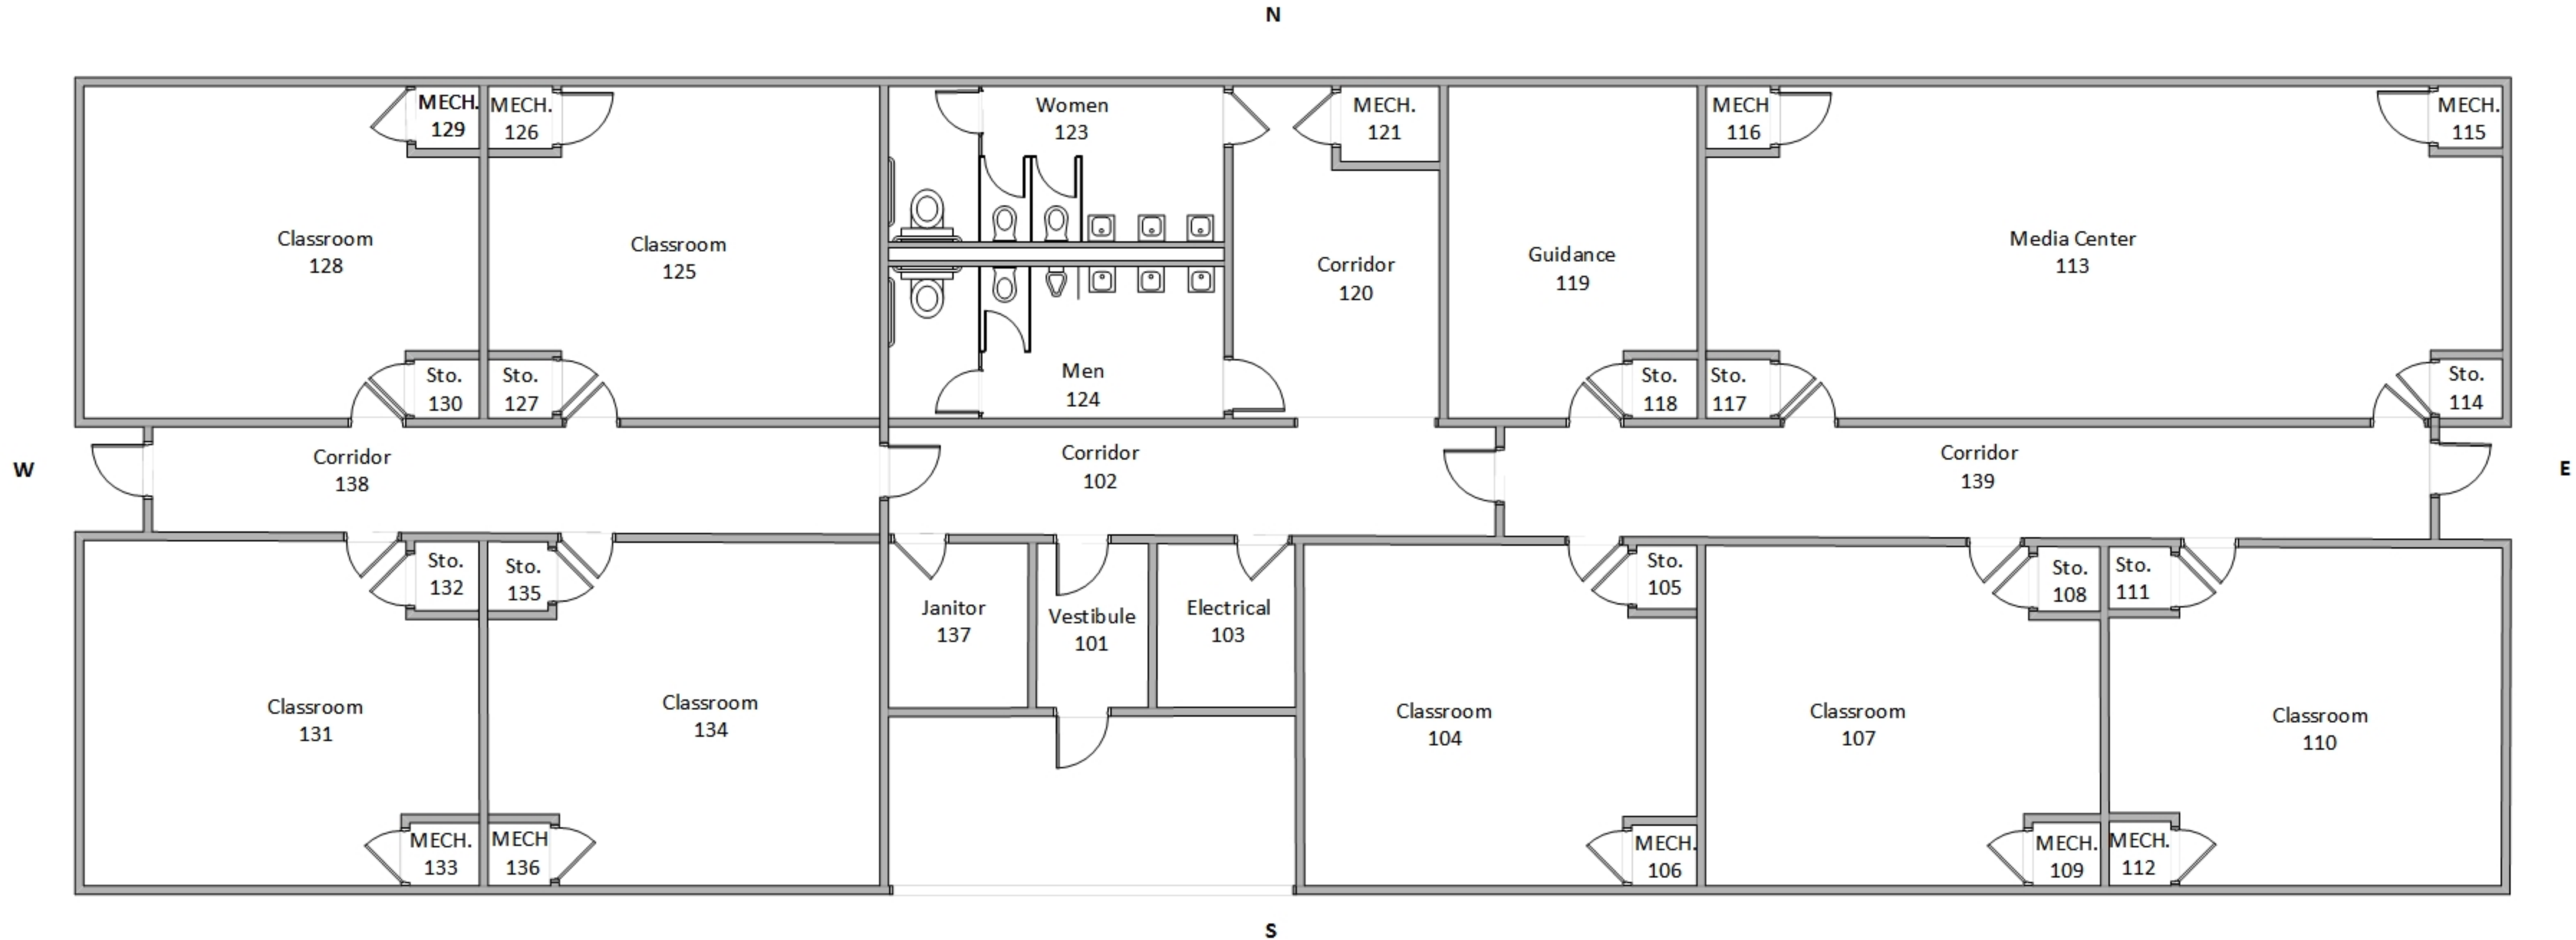 N
MECH.
129
MECH.
126
Women
123
MECH.
121
MECH
116
MECH.
115
Classroom
128
Classroom
125
Corridor
120
Guidance
119
Media Center
113
Sto.
130
Sto.
127
Men
124
Sto.
118
Sto.
117
Sto.
114
W
Corridor
138
Corridor
102
Corridor
139
E
Sto.
132
Sto.
135
Janitor
137
Vestibule
101
Electrical
103
Sto.
105
Sto.
108
Sto.
111
Classroom
131
Classroom
134
Classroom
104
Classroom
107
Classroom
110
MECH.
133
MECH
136
MECH.
106
MECH.
109
MECH.
112
S